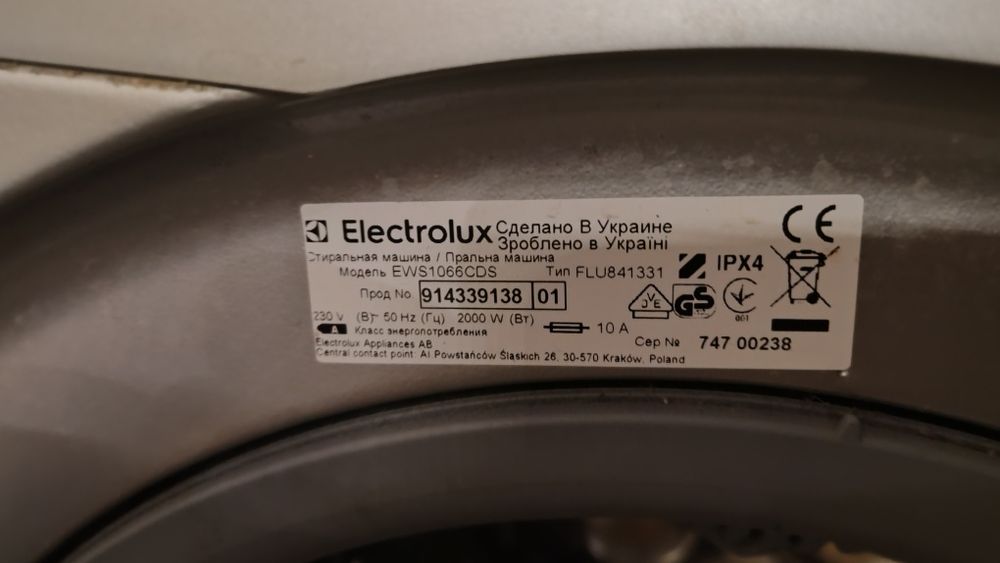 Electrolux Сделано В Украине
Зроблено в Україні
Стиральная машина / Пральна машина
Модель EWS1066CDS Тип FLU841331 IPX4
Прод No. 914339138 01
230 v (В)~ 50 Hz (Гц) 2000 W (Вт) 10 A
A Класс энергопотребления
Сер № 747 00238
Electrolux Appliances AB
Central contact point: Al.Powstańców Śląskich 26, 30-570 Kraków, Poland
CE
VJE
GS
001